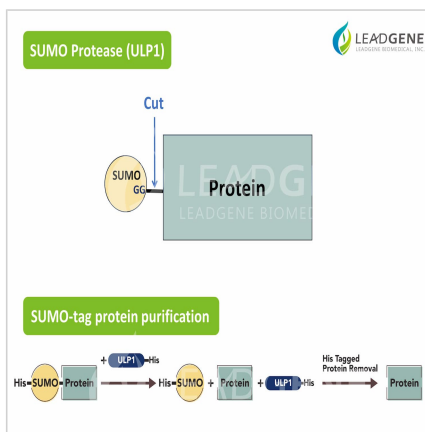 SUMO Protease (ULP1)
LEADGENE
LEADGENE BIOMEDICAL, INC.
Cut
SUMO
GG
Protein
LEADGE
LEADGENE BIOMED
SUMO-tag protein purification
+ ULP1 His
His SUMO Protein
His SUMO + Protein + ULP1 His
His Tagged
Protein Removal
Protein